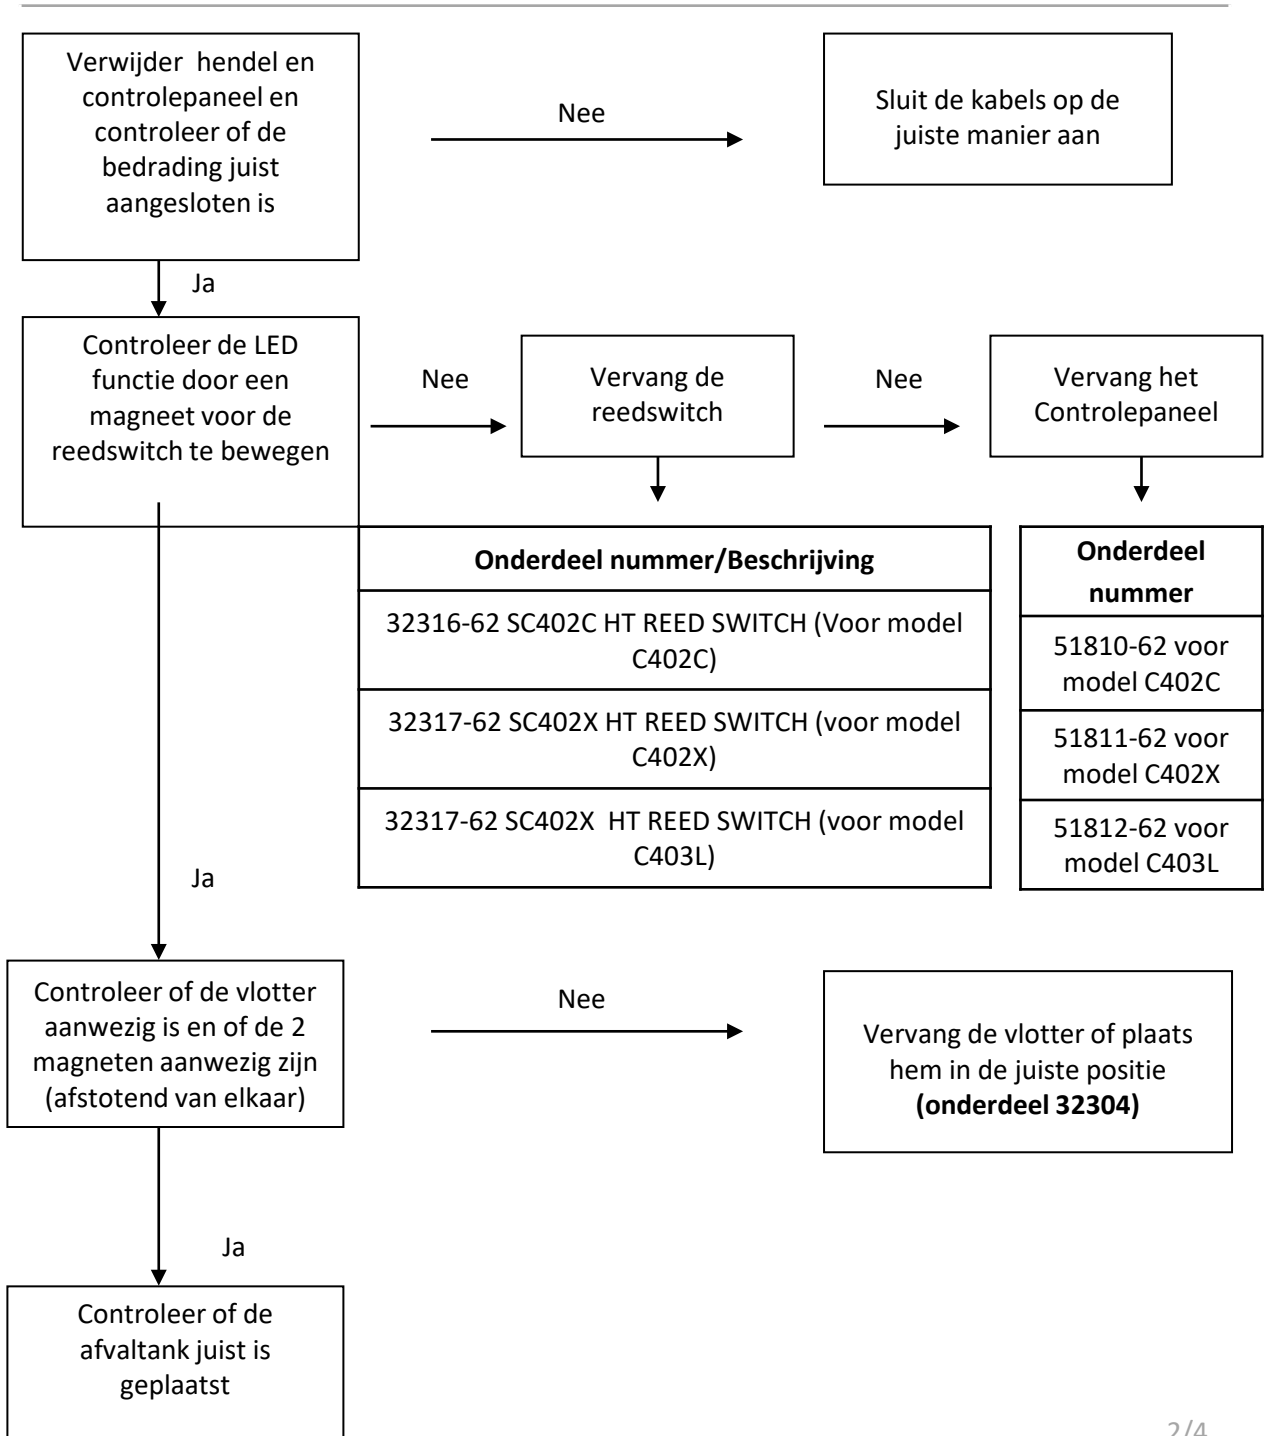 Verwijder hendel en
controlepaneel en
controleer of de
bedrading juist
aangesloten is
Nee
Sluit de kabels op de
juiste manier aan
Ja
Controleer de LED
functie door een
magneet voor de
reedswitch te bewegen
Nee
Vervang de
reedswitch
Nee
Vervang het
Controlepaneel
Onderdeel nummer/Beschrijving
32316-62 SC402C HT REED SWITCH (Voor model
C402C)
32317-62 SC402X HT REED SWITCH (voor model
C402X)
32317-62 SC402X HT REED SWITCH (voor model
C403L)
Onderdeel
nummer
51810-62 voor
model C402C
51811-62 voor
model C402X
51812-62 voor
model C403L
Ja
Controleer of de vlotter
aanwezig is en of de 2
magneten aanwezig zijn
(afstotend van elkaar)
Nee
Vervang de vlotter of plaats
hem in de juiste positie
(onderdeel 32304)
Ja
Controleer of de
afvaltank juist is
geplaatst
2/4